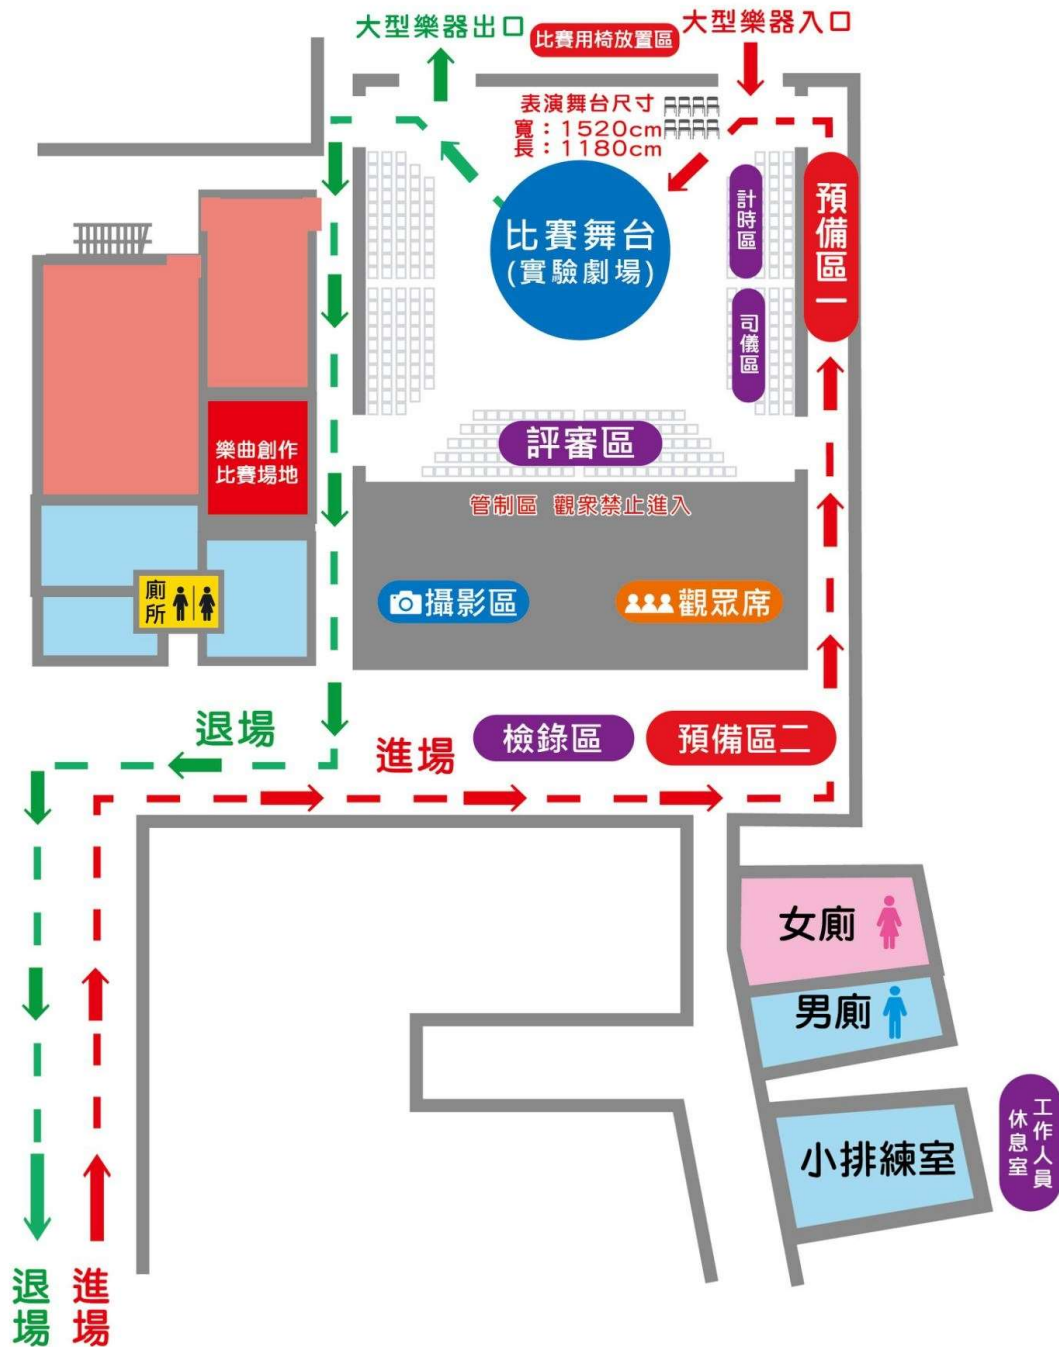 大型樂器出口
比賽用椅放置區
大型樂器入口
表演舞台尺寸
寬：1520cm
長：1180cm
比賽舞台
(實驗劇場)
計時區
預備區一
司儀區
評審區
樂曲創作
比賽場地
管制區 觀衆禁止進入
廁所
攝影區
觀眾席
退場
進場
檢錄區
預備區二
女廁
男廁
小排練室
工作人員
休息室
退場
進場